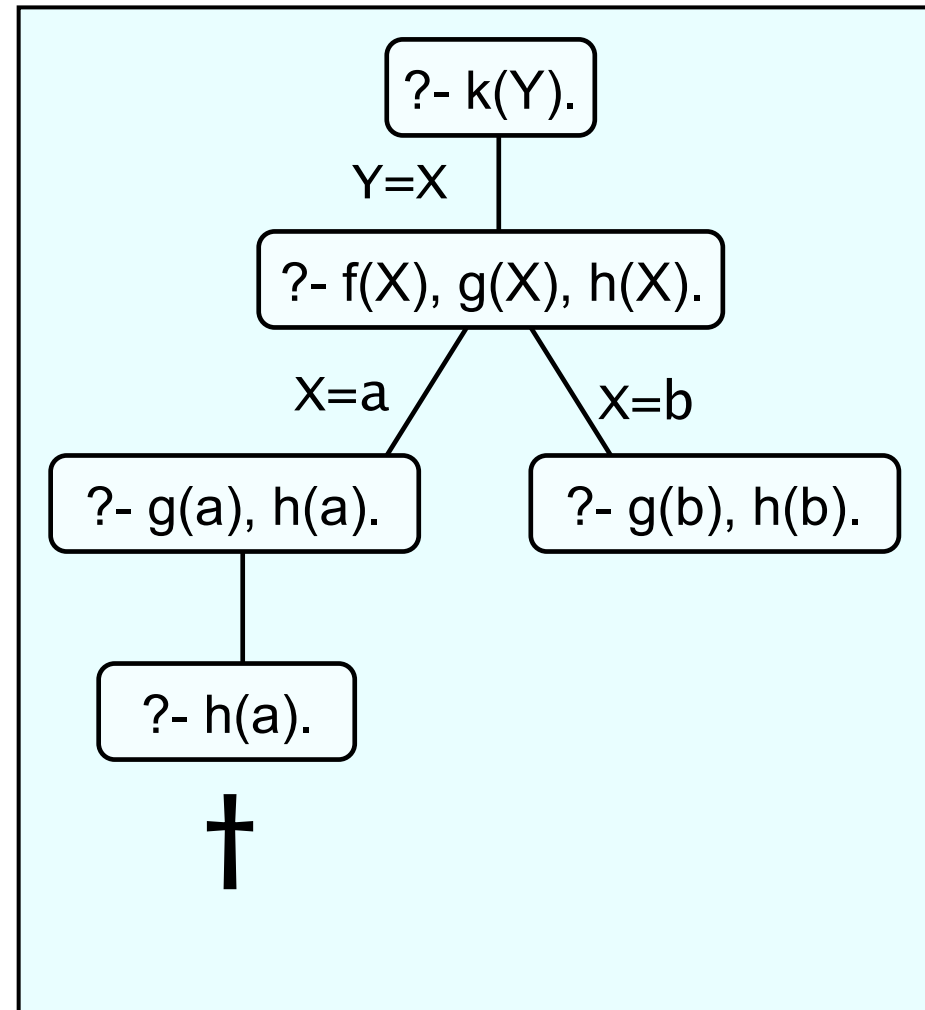 ?- k(Y).
Y=X
?- f(X), g(X), h(X).
X=a
X=b
?- g(a), h(a).
?- g(b), h(b).
?- h(a).
†